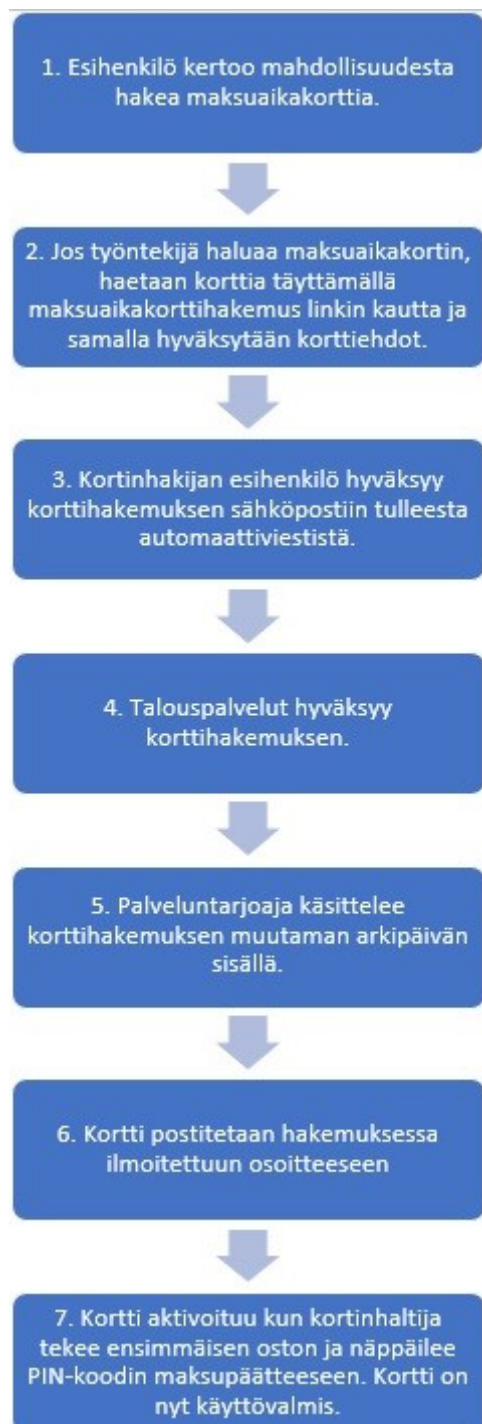 1. Esihenkilö kertoo mahdollisuudesta
hakea maksuaikakorttia.
2. Jos työntekijä haluaa maksuaikakortin,
haetaan korttia täyttämällä
maksuaikakorttihakemus linkin kautta ja
samalla hyväksytään korttiehdot.
3. Kortinhakijan esihenkilö hyväksyy
korttihakemuksen sähköpostiin tulleesta
automaattiviestistä.
4. Talouspalvelut hyväksyy
korttihakemuksen.
5. Palveluntarjoaja käsittelee
korttihakemuksen muutaman arkipäivän
sisällä.
6. Kortti postitetaan hakemuksessa
ilmoitettuun osoitteeseen
7. Kortti aktivoituu kun kortinhaltija
tekee ensimmäisen oston ja näppäilee
PIN-koodin maksupäätteeseen. Kortti on
nyt käyttövalmis.